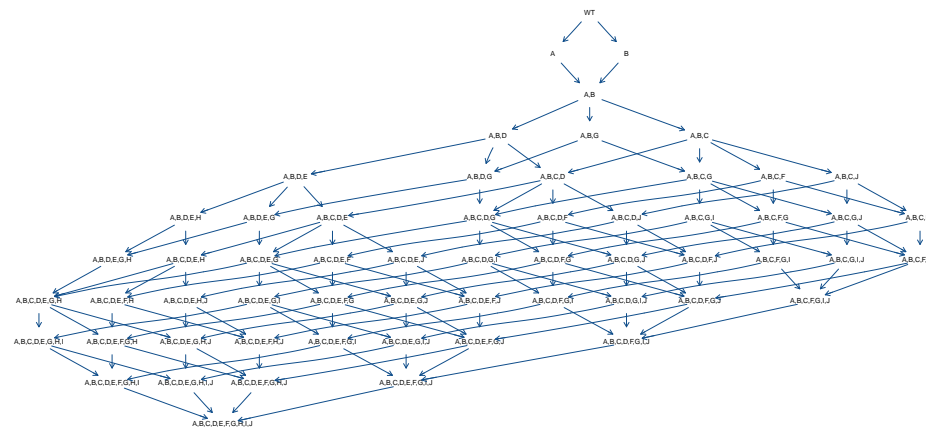 WT
A B
A,B
A,B,D A,B,G A,B,C
A,B,D,E A,B,D,G A,B,C,D A,B,C,G A,B,C,F A,B,C,J
A,B,D,E,H A,B,D,E,G A,B,C,D,E A,B,C,D,G A,B,C,D,F A,B,C,D,J A,B,C,G,I A,B,C,F,G A,B,C,G,J A,B,C,
A,B,D,E,G,H A,B,C,D,E,H A,B,C,D,E,G A,B,C,D,E,F A,B,C,D,E,J A,B,C,D,G,I A,B,C,D,F,G A,B,C,D,G,J A,B,C,D,F,J A,B,C,F,G,I A,B,C,G,I,J A,B,C,F,
A,B,C,D,E,G,H A,B,C,D,E,F,H A,B,C,D,E,H,J A,B,C,D,E,G,I A,B,C,D,E,F,G A,B,C,D,E,G,J A,B,C,D,E,F,J A,B,C,D,F,G,I A,B,C,D,G,I,J A,B,C,D,F,G,J A,B,C,F,G,I,J
A,B,C,D,E,G,H,I A,B,C,D,E,F,G,H A,B,C,D,E,G,H,J A,B,C,D,E,F,H,J A,B,C,D,E,F,G,I A,B,C,D,E,G,I,J A,B,C,D,E,F,G,J A,B,C,D,F,G,I,J
A,B,C,D,E,F,G,H,I A,B,C,D,E,G,H,I,J A,B,C,D,E,F,G,H,J A,B,C,D,E,F,G,I,J
A,B,C,D,E,F,G,H,I,J